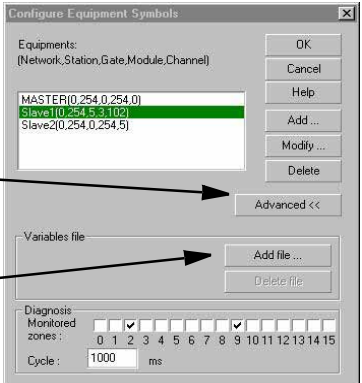 Configure Equipment Symbols
Equipments:
(Network,Station,Gate,Module,Channel)
MASTER(0,254,0,254,0)
Slave1(0,254,5,3,102)
Slave2(0,254,0,254,5)
OK
Cancel
Help
Add ...
Modify ...
Delete
Advanced <<
Variables file
Add file ...
Delete file
Diagnosis
Monitored
zones :
0 1 2 3 4 5 6 7 8 9 10 11 12 13 14 15
Cycle : 1000 ms